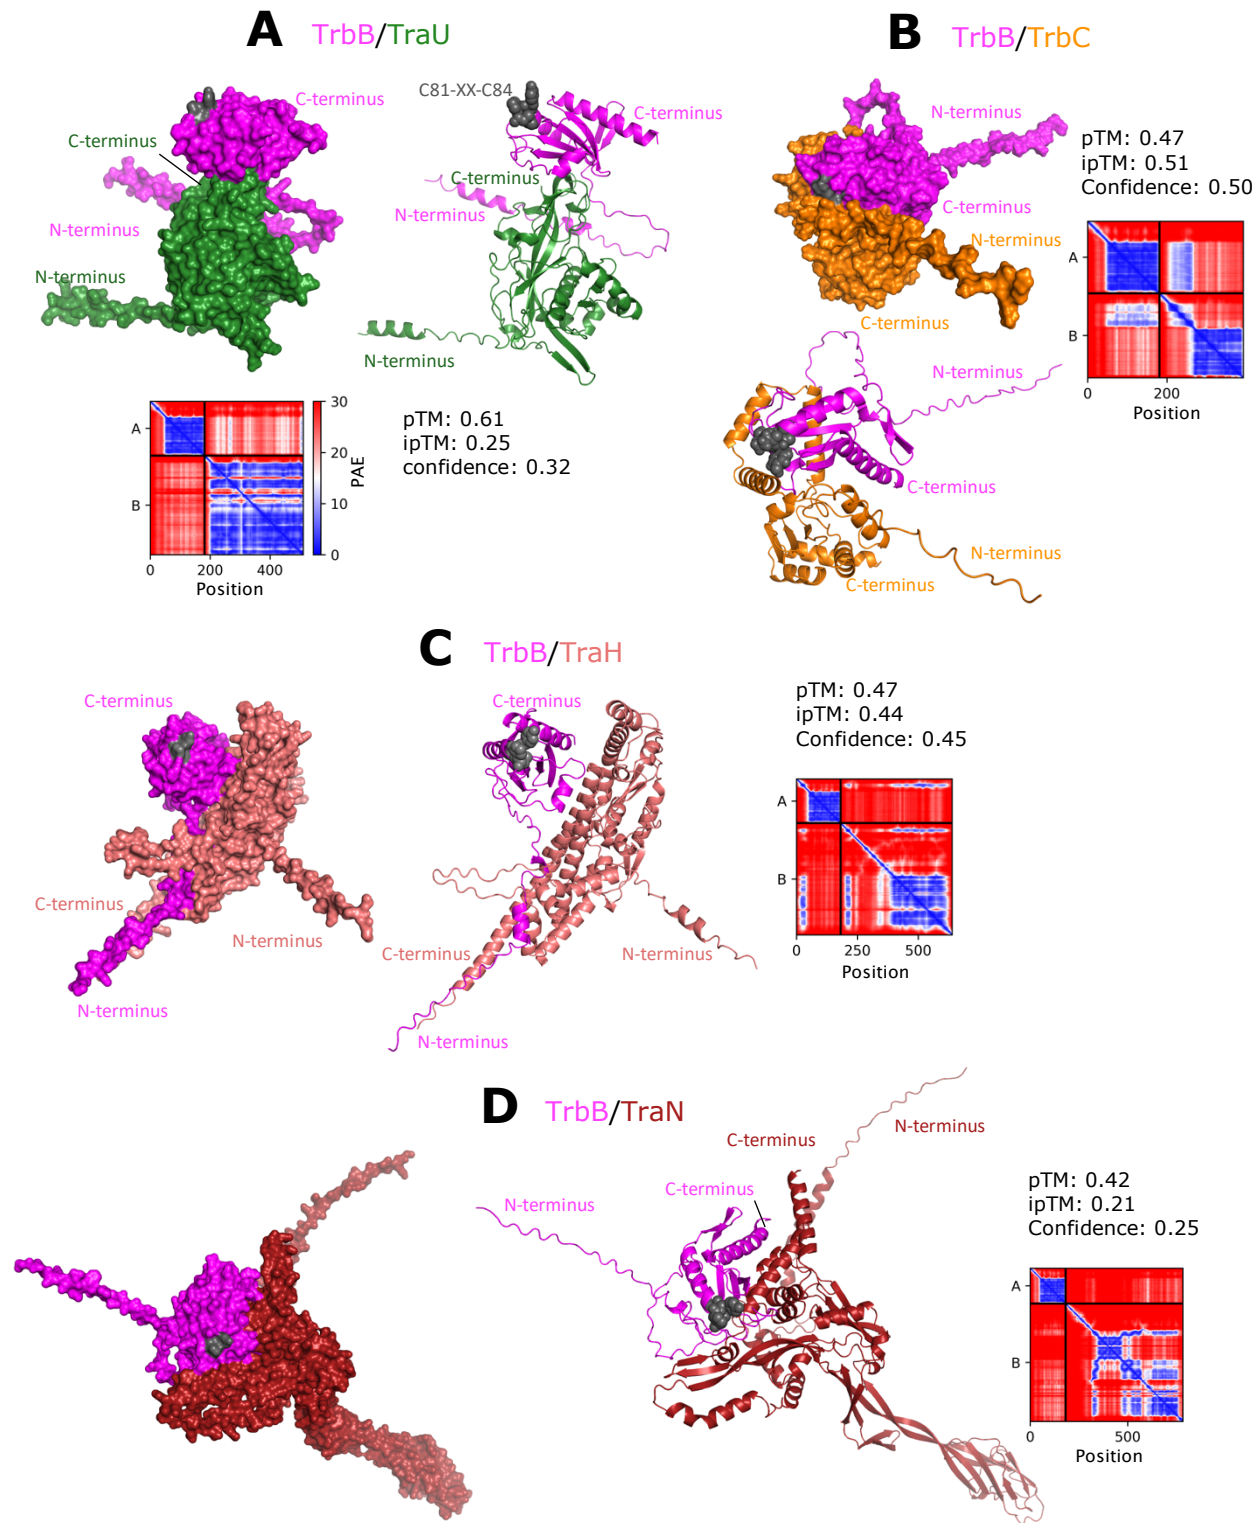 A TrbB/TraU
C-terminus
C-terminus
N-terminus
N-terminus
C81-XX-C84
C-terminus
C-terminus
N-terminus
N-terminus
A
B
0
200
400
Position
30
20
10
0
PAE
pTM: 0.61
ipTM: 0.25
confidence: 0.32
B TrbB/TrbC
N-terminus
C-terminus
N-terminus
C-terminus
N-terminus
C-terminus
N-terminus
C-terminus
pTM: 0.47
ipTM: 0.51
Confidence: 0.50
A
B
0
200
Position
C TrbB/TraH
C-terminus
C-terminus
N-terminus
N-terminus
C-terminus
C-terminus
N-terminus
N-terminus
pTM: 0.47
ipTM: 0.44
Confidence: 0.45
A
B
0
250
500
Position
D TrbB/TraN
N-terminus
C-terminus
C-terminus
N-terminus
pTM: 0.42
ipTM: 0.21
Confidence: 0.25
A
B
0
500
Position